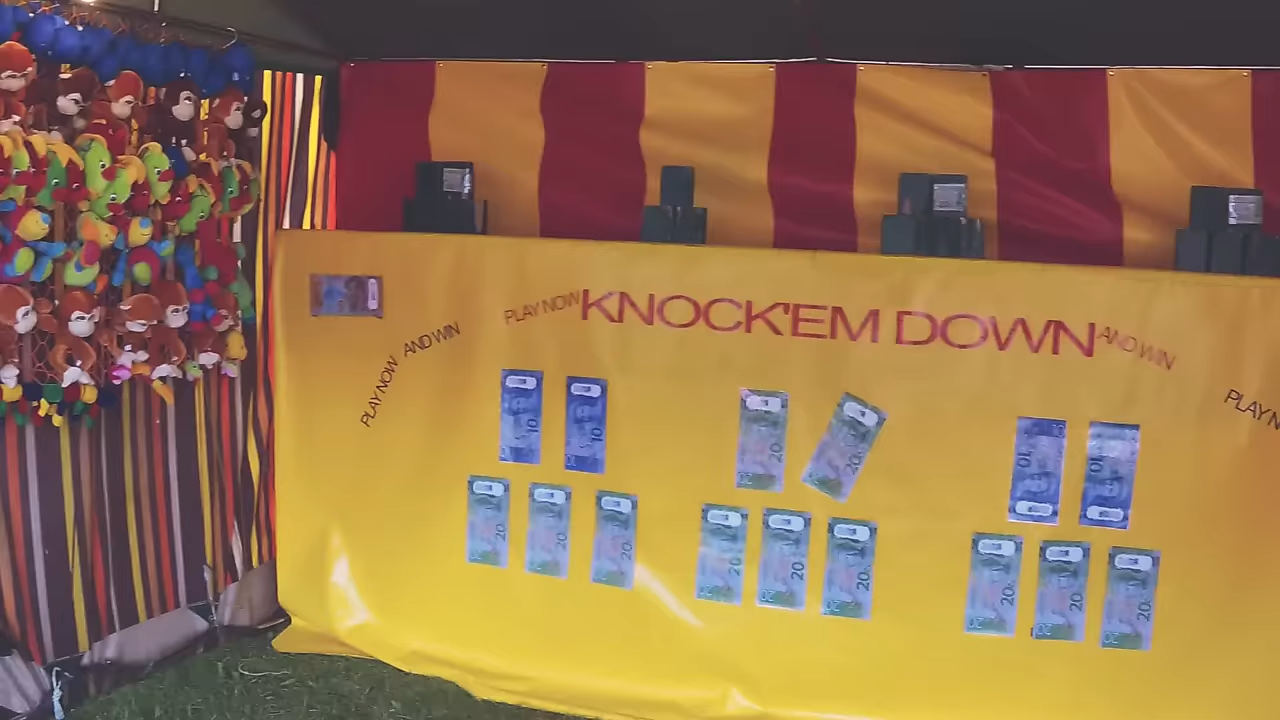 PLAY NOW KNOCK'EM DOWN AND WIN
PLAY NOW AND WIN
PLAY N
10 10
20 20
10 10
20 20 20
20 20 20
20 20 20